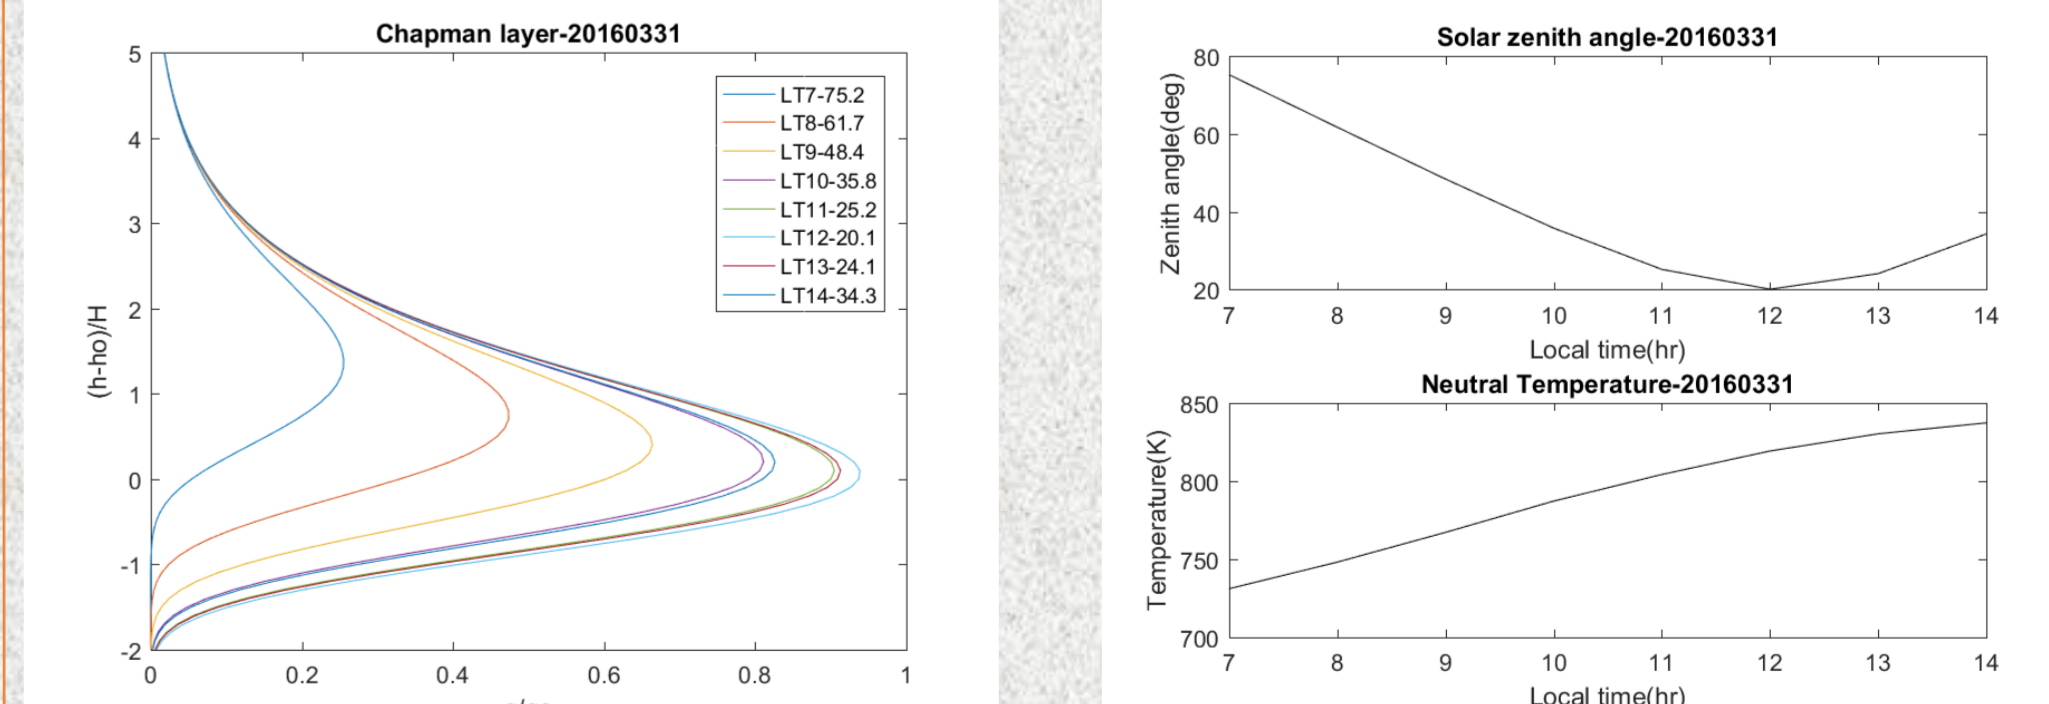 Chapman layer-20160331
5
4
3
2
1
0
-1
-2
(h-ho)/H
LT7-75.2
LT8-61.7
LT9-48.4
LT10-35.8
LT11-25.2
LT12-20.1
LT13-24.1
LT14-34.3
0 0.2 0.4 0.6 0.8 1
Solar zenith angle-20160331
80
60
40
20
Zenith angle(deg)
7 8 9 10 11 12 13 14
Local time(hr)
Neutral Temperature-20160331
850
800
750
700
Temperature(K)
7 8 9 10 11 12 13 14
Local time(hr)